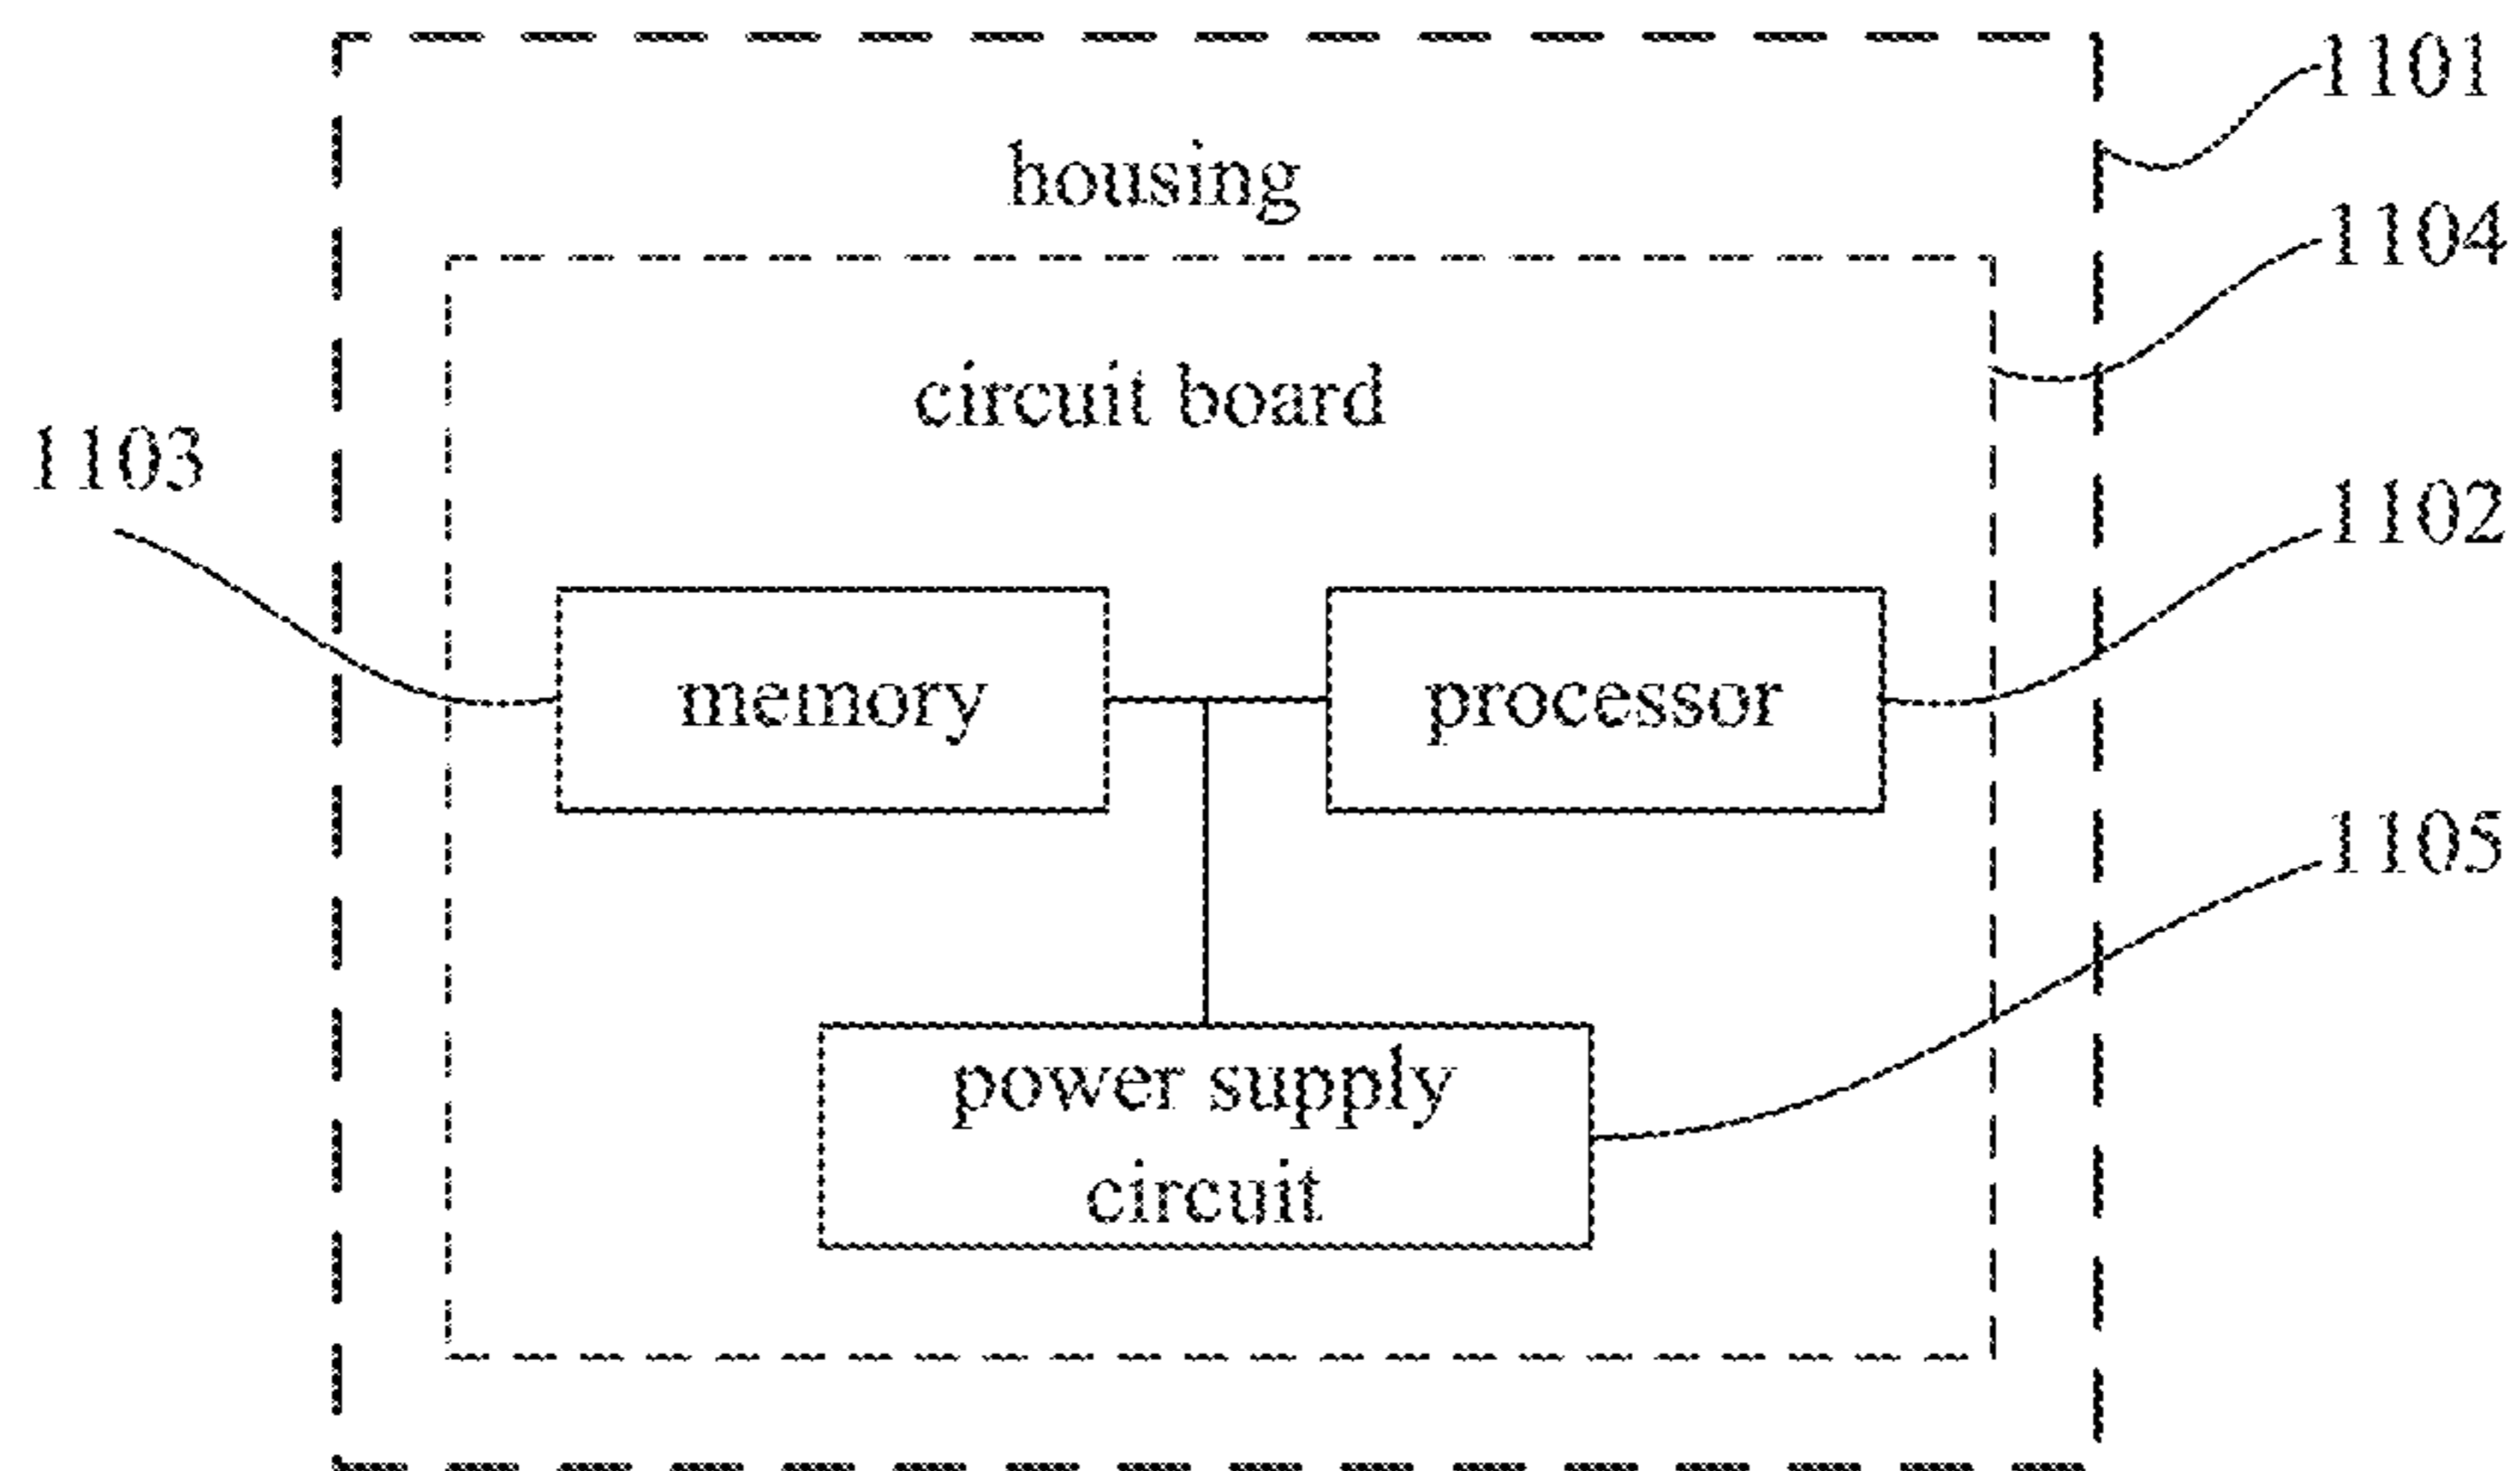 1101
housing
1104
circuit board
1103
1102
memory
processor
1105
power supply
circuit